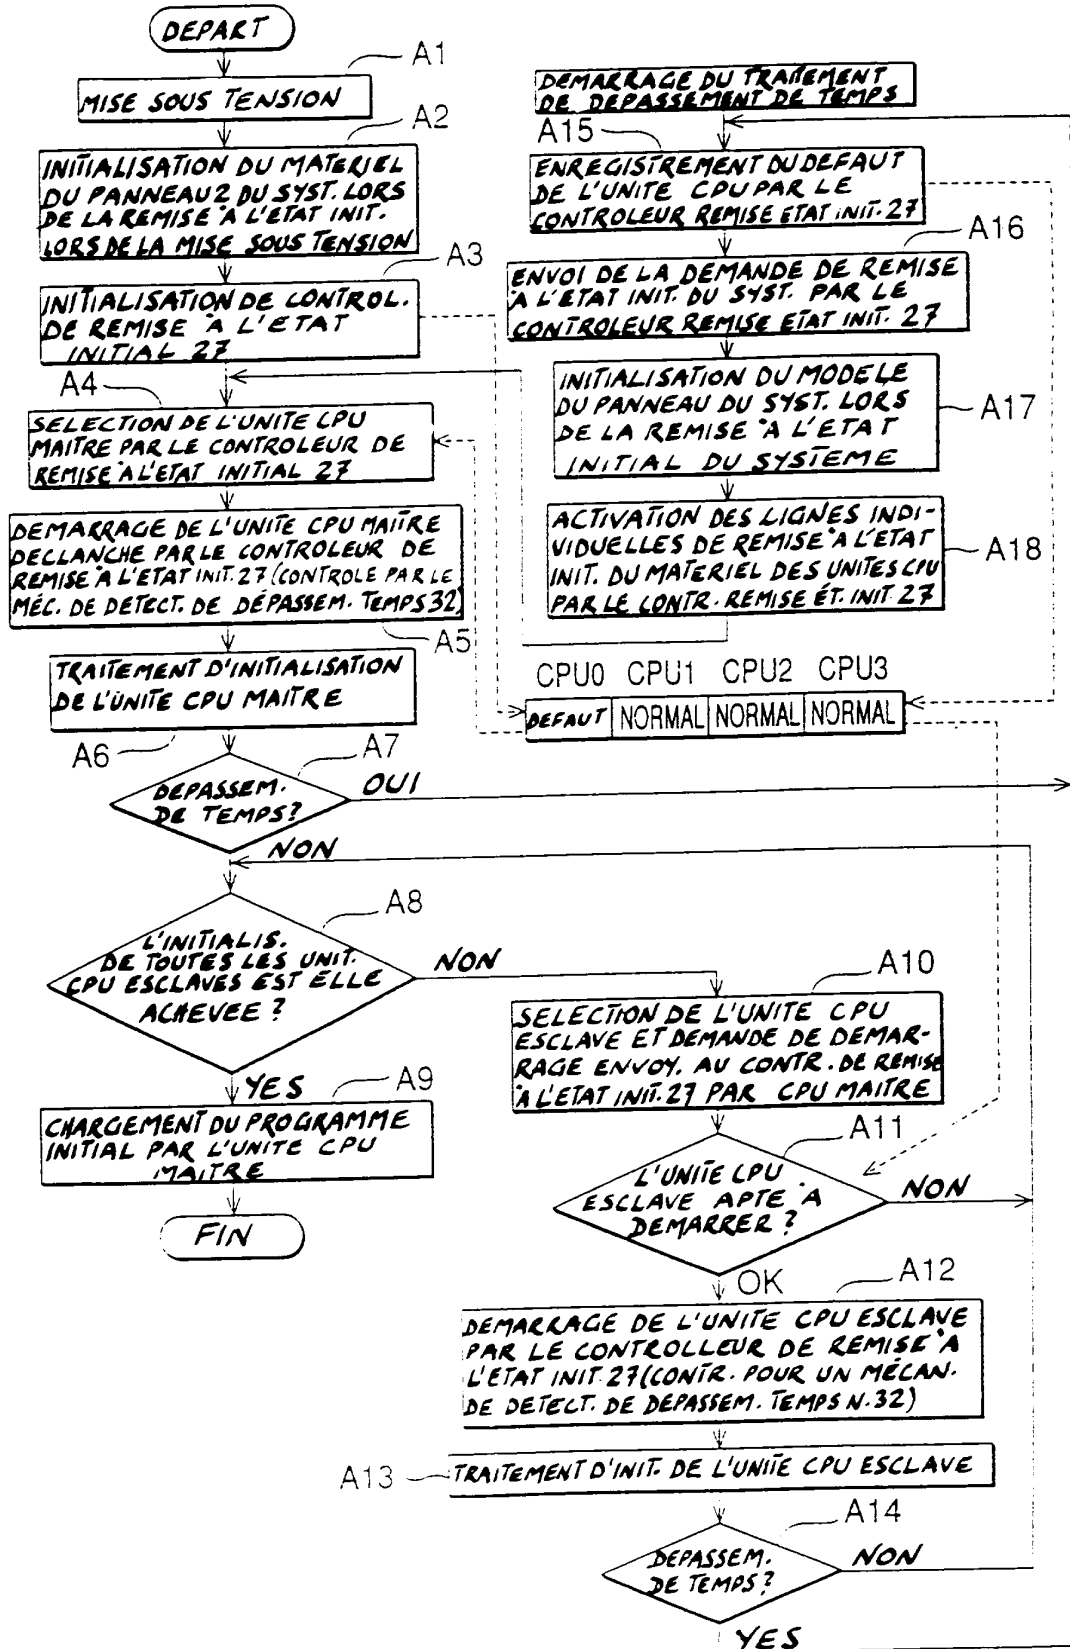 DEPART
A1
MISE SOUS TENSION
A2
INITIALISATION DU MATERIEL
DU PANNEAU 2 DU SYST. LORS
DE LA REMISE A L'ETAT INIT.
LORS DE LA MISE SOUS TENSION
A3
INITIALISATION DE CONTROL.
DE REMISE A L'ETAT
INITIAL 27
A4
SELECTION DE L'UNITE CPU
MAITRE PAR LE CONTROLEUR DE
REMISE A L'ETAT INITIAL 27
DEMARRAGE DE L'UNITE CPU MAITRE
DECLANCHE PAR LE CONTROLEUR DE
REMISE A L'ETAT INIT. 27 (CONTROLE PAR LE
MÉC. DE DETECT. DE DÉPASSEM. TEMPS 32)
A5
TRAITEMENT D'INITIALISATION
DE L'UNITE CPU MAITRE
A6
A7
DEPASSEM.
DE TEMPS?
OUI
NON
A8
L'INITIALIS.
DE TOUTES LES UNIT.
CPU ESCLAVES EST ELLE
ACHEVEE ?
NON
YES
A9
CHARGEMENT DU PROGRAMME
INITIAL PAR L'UNITE CPU
MAITRE
FIN
DEMARRAGE DU TRAITEMENT
DE DEPASSEMENT DE TEMPS
A15
ENREGISTREMENT DU DEFAUT
DE L'UNITE CPU PAR LE
CONTROLEUR REMISE ETAT INIT. 27
A16
ENVOI DE LA DEMANDE DE REMISE
A L'ETAT INIT. DU SYST. PAR LE
CONTROLEUR REMISE ETAT INIT. 27
INITIALISATION DU MODELE
DU PANNEAU DU SYST. LORS
DE LA REMISE A L'ETAT
INITIAL DU SYSTEME
A17
ACTIVATION DES LIGNES INDI-
VIDUELLES DE REMISE A L'ÉTAT
INIT. DU MATERIEL DES UNITES CPU
PAR LE CONTR. REMISE ÉT. INIT. 27
A18
CPU0 CPU1 CPU2 CPU3
DEFAUT NORMAL NORMAL NORMAL
A10
SELECTION DE L'UNITE CPU
ESCLAVE ET DEMANDE DE DEMAR-
RAGE ENVOY. AU CONTR. DE REMISE
A L'ETAT INIT. 27 PAR CPU MAITRE
A11
L'UNITE CPU
ESCLAVE APTE A
DEMARRER ?
NON
OK
A12
DEMARRAGE DE L'UNITE CPU ESCLAVE
PAR LE CONTROLLEUR DE REMISE A
L'ETAT INIT. 27 (CONTR. POUR UN MÉCAN.
DE DETECT. DE DEPASSEM. TEMPS N. 32)
A13
TRAITEMENT D'INIT. DE L'UNITE CPU ESCLAVE
A14
DEPASSEM.
DE TEMPS?
NON
YES